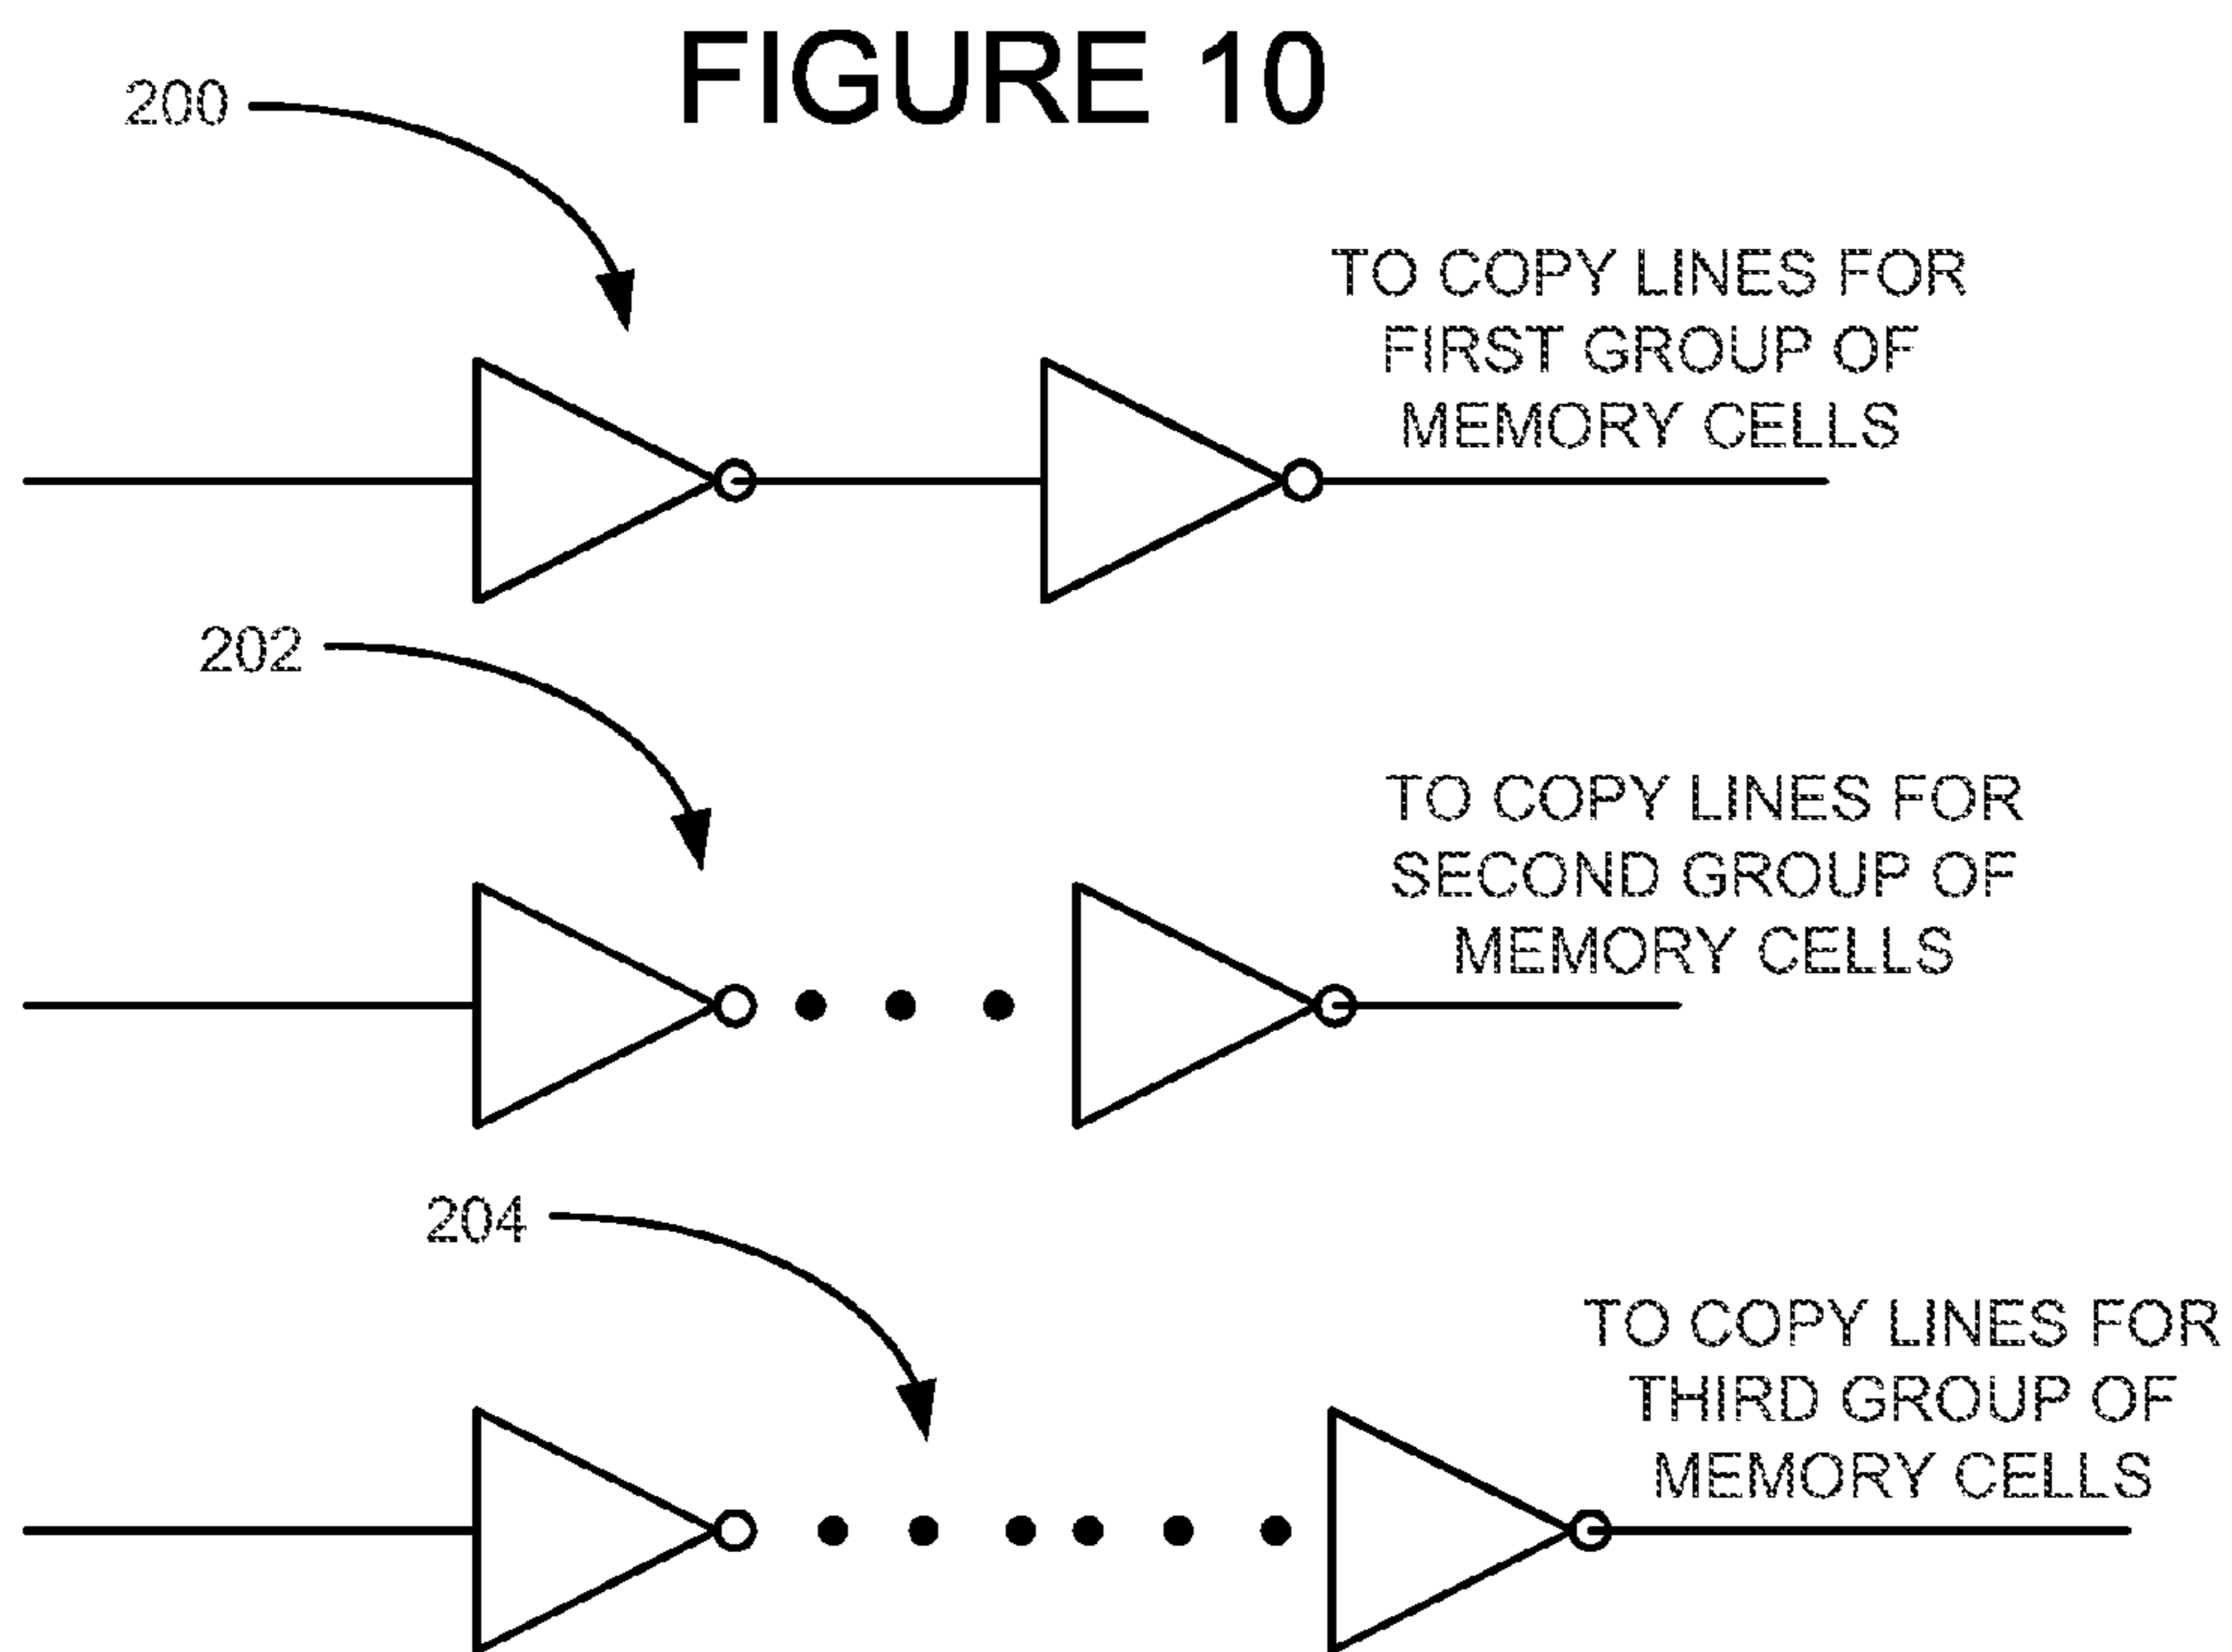 FIGURE 10
200
TO COPY LINES FOR
FIRST GROUP OF
MEMORY CELLS
202
TO COPY LINES FOR
SECOND GROUP OF
MEMORY CELLS
204
TO COPY LINES FOR
THIRD GROUP OF
MEMORY CELLS